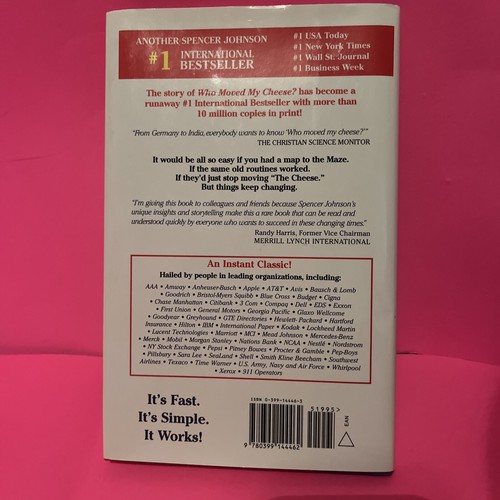 ANOTHER SPENCER JOHNSON
#1 INTERNATIONAL
BESTSELLER
#1 USA Today
#1 New York Times
#1 Wall St. Journal
#1 Business Week
The story of Who Moved My Cheese? has become a
runaway #1 International Bestseller with more than
10 million copies in print!
"From Germany to India, everybody wants to know 'Who moved my cheese?'"
THE CHRISTIAN SCIENCE MONITOR
It would be all so easy if you had a map to the Maze.
If the same old routines worked.
If they'd just stop moving "The Cheese."
But things keep changing.
"I'm giving this book to colleagues and friends because Spencer Johnson's
unique insights and storytelling make this a rare book that can be read and
understood quickly by everyone who wants to succeed in these changing times."
Randy Harris, Former Vice Chairman
MERRILL LYNCH INTERNATIONAL
An Instant Classic!
Hailed by people in leading organizations, including:
AAA • Amway • Anheuser-Busch • Apple • AT&T • Avis • Bausch & Lomb
• Goodrich • Bristol-Myers Squibb • Blue Cross • Budget • Cigna
• Chase Manhattan • Citibank • 3 Com • Compaq • Dell • EDS • Exxon
• First Union • General Motors • Georgia Pacific • Glaxo Wellcome
• Goodyear • Greyhound • GTE Directories • Hewlett-Packard • Hartford
Insurance • Hilton • IBM • International Paper • Kodak • Lockheed Martin
• Lucent Technologies • Marriott • MCI • Mead Johnson • Mercedes-Benz
• Merck • Mobil • Morgan Stanley • Nations Bank • NCAA • Nestlé • Nordstrom
• NY Stock Exchange • Pepsi • Pitney Bowes • Procter & Gamble • Pep-Boys
• Pillsbury • Sara Lee • SeaLand • Shell • Smith Kline Beecham • Southwest
Airlines • Texaco • Time Warner • U.S. Army, Navy and Air Force • Whirlpool
• Xerox • 911 Operators
It's Fast.
It's Simple.
It Works!
ISBN 0-399-14446-3
51995>
9 780399 144462
EAN